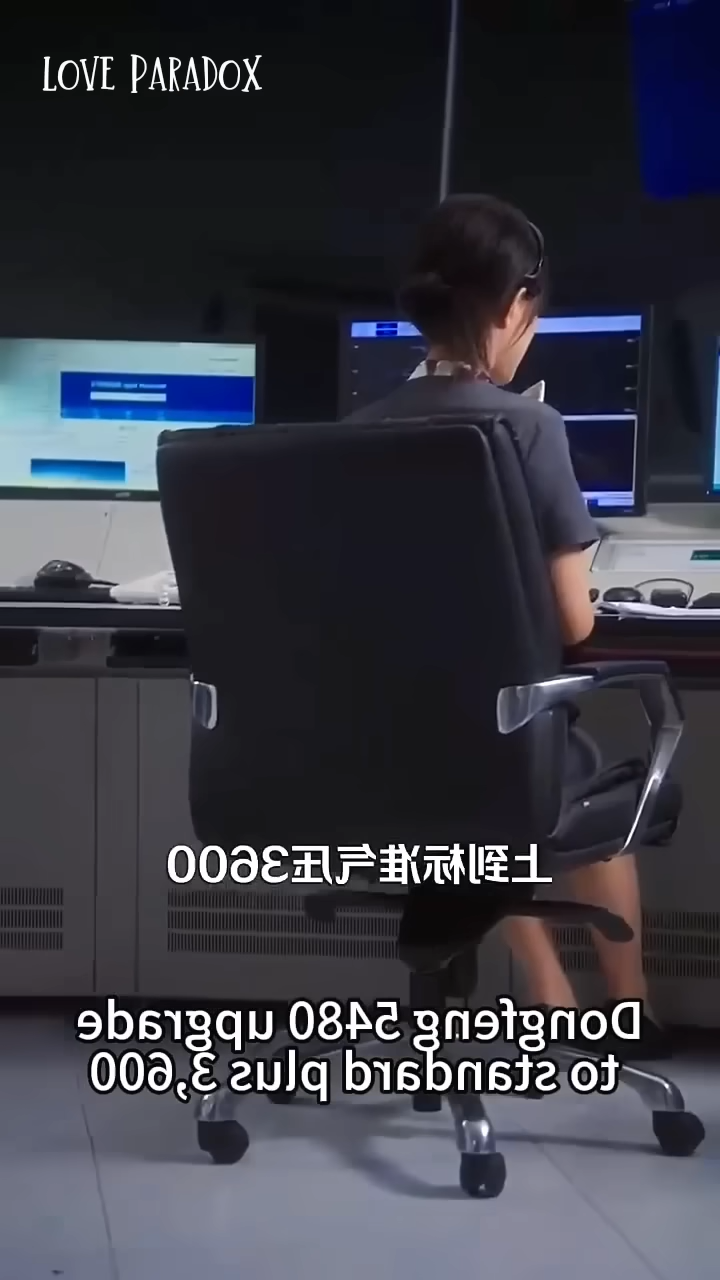 LOVE PARADOX
上到标准气压3600
Dongfeng 5480 upgrade
to standard plus 3,600